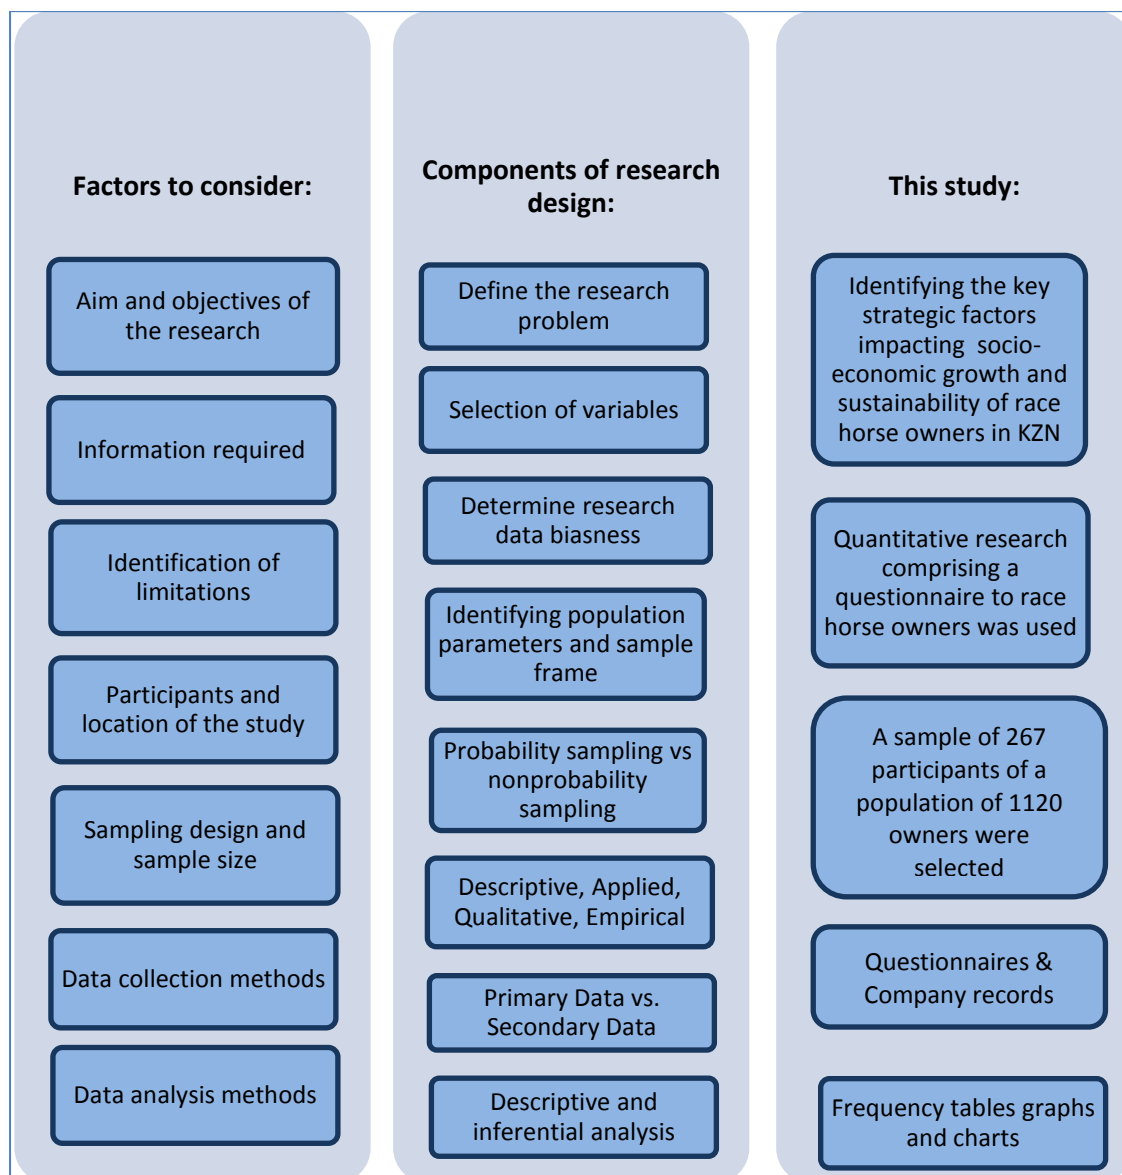 Factors to consider:
Aim and objectives of
the research
Information required
Identification of
limitations
Participants and
location of the study
Sampling design and
sample size
Data collection methods
Data analysis methods
Components of research
design:
Define the research
problem
Selection of variables
Determine research
data biasness
Identifying population
parameters and sample
frame
Probability sampling vs
nonprobability
sampling
Descriptive, Applied,
Qualitative, Empirical
Primary Data vs.
Secondary Data
Descriptive and
inferential analysis
This study:
Identifying the key
strategic factors
impacting socio-
economic growth and
sustainability of race
horse owners in KZN
Quantitative research
comprising a
questionnaire to race
horse owners was used
A sample of 267
participants of a
population of 1120
owners were
selected
Questionnaires &
Company records
Frequency tables graphs
and charts